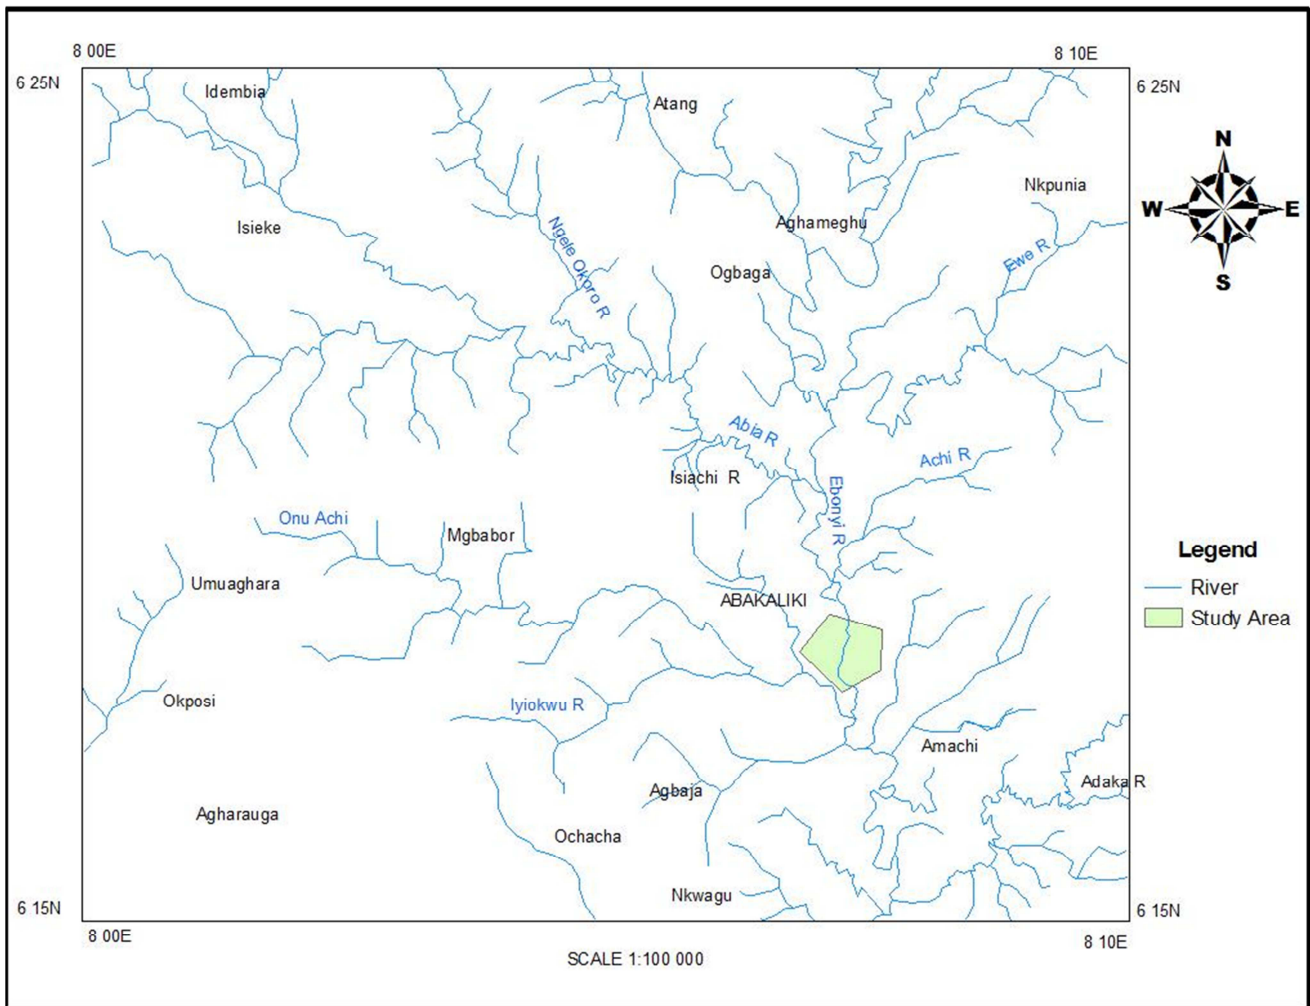 8 00E
8 10E
6 25N
6 25N
Idembia
Atang
N
Nkpunia
W
E
Isieke
Aghameghu
Ngele Okoro R
Ewe R
Ogbaga
S
Abia R
Achi R
Isiachi R
Ebonyi R
Onu Achi
Mgbabor
Legend
Umuaghara
River
ABAKALIKI
Study Area
Okposi
Iyiokwu R
Amachi
Adaka R
Agbaja
Agharauga
Ochacha
Nkwagu
6 15N
6 15N
8 00E
8 10E
SCALE 1:100 000